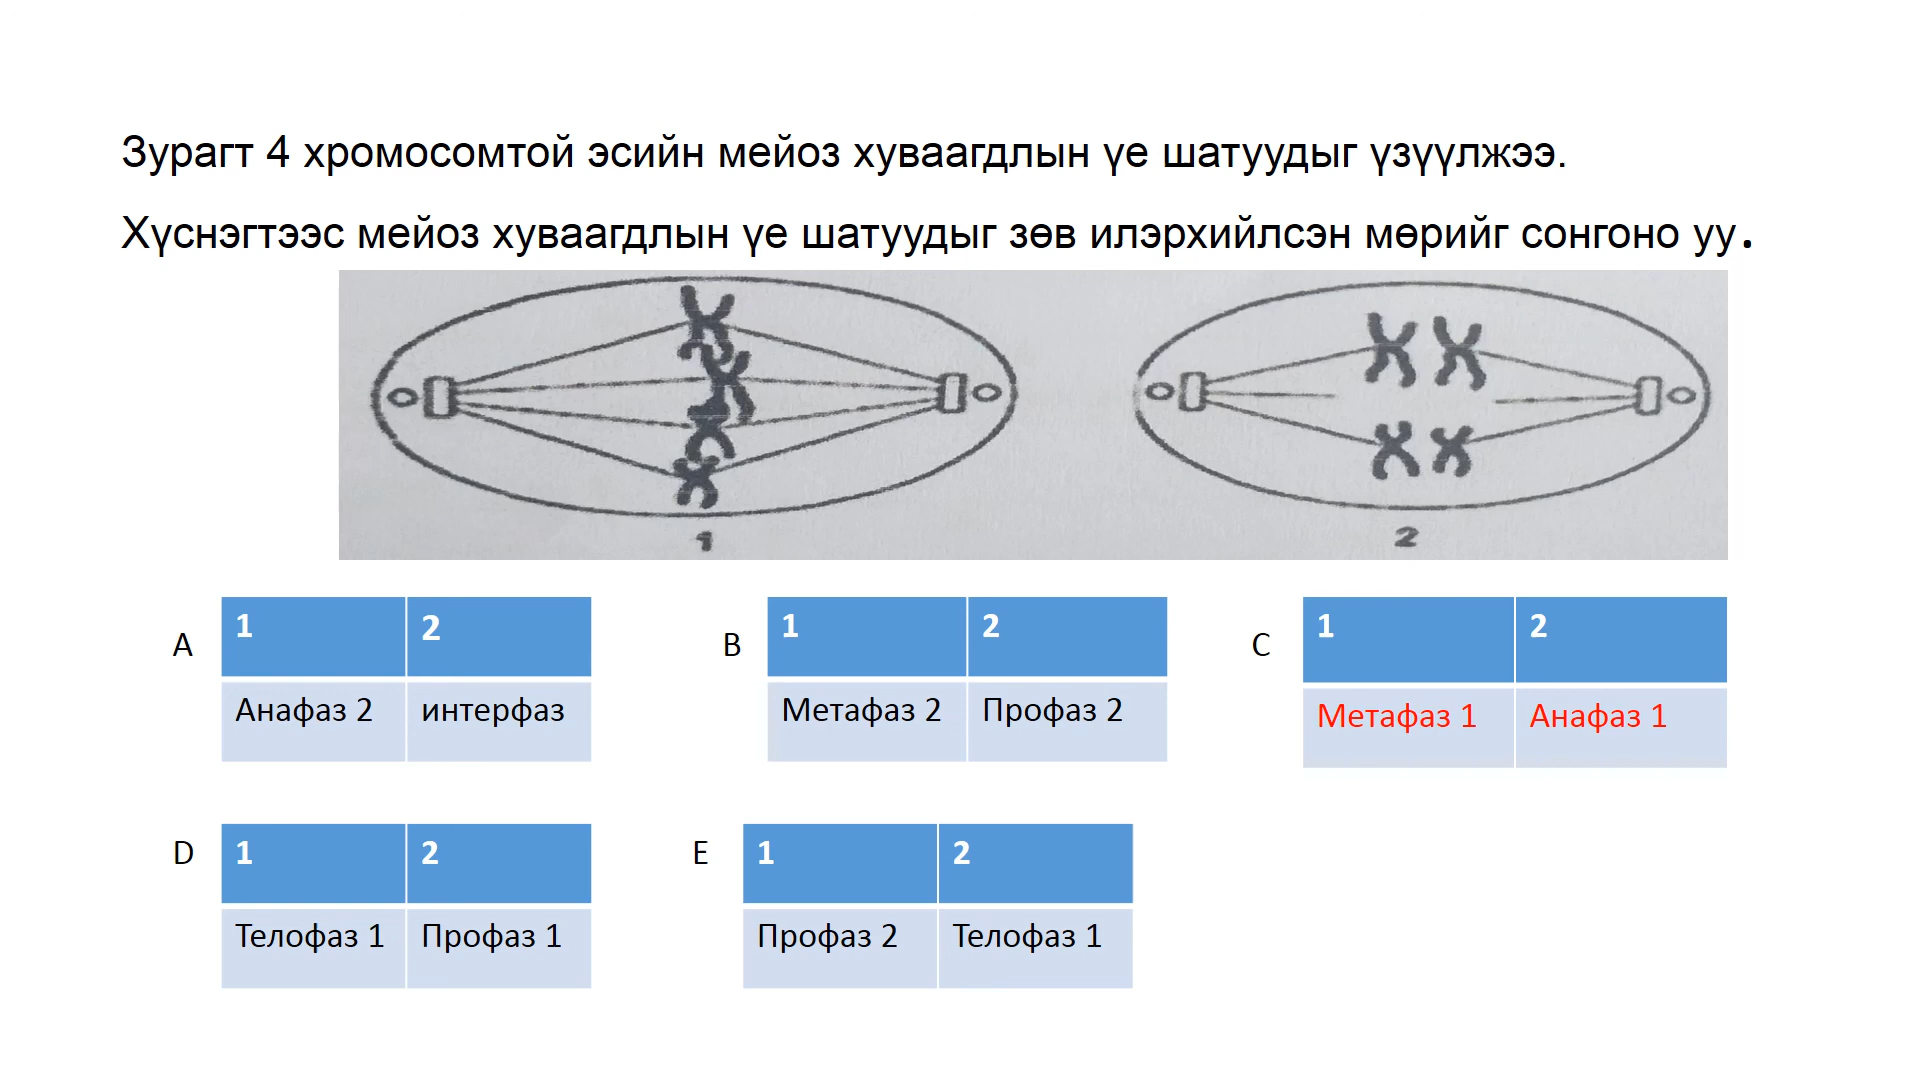 Зурагт 4 хромосомтой эсийн мейоз хуваагдлын үе шатуудыг үзүүлжээ.
Хүснэгтээс мейоз хуваагдлын үе шатуудыг зөв илэрхийлсэн мөрийг сонгоно уу.
1 2
A 1 2 B 1 2 C 1 2
Анафаз 2 интерфаз Метафаз 2 Профаз 2 Метафаз 1 Анафаз 1
D 1 2 E 1 2
Телофаз 1 Профаз 1 Профаз 2 Телофаз 1